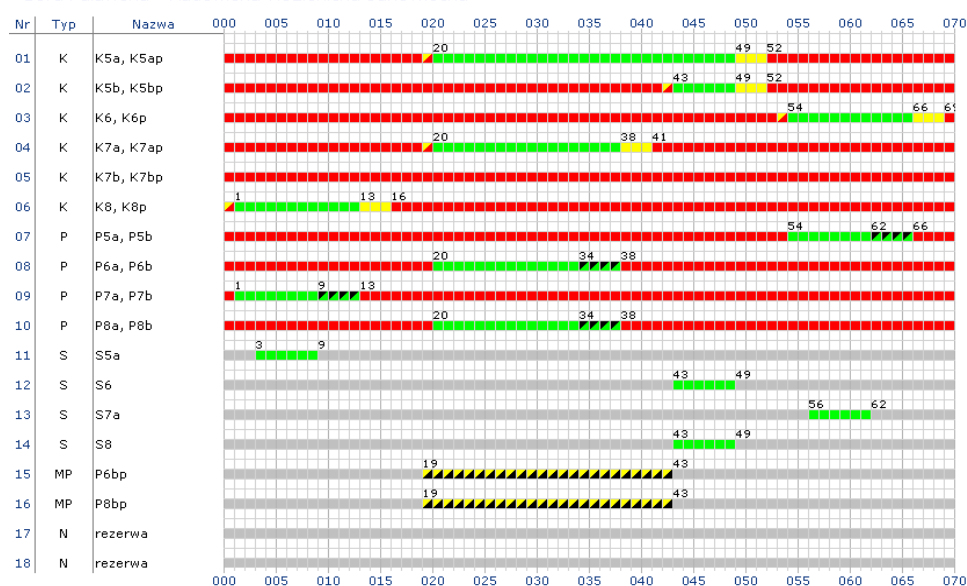 Nr Typ Nazwa 000 005 010 015 020 025 030 035 040 045 050 055 060 065 070
01 K K5a, K5ap 20 49 52
02 K K5b, K5bp 43 49 52
03 K K6, K6p 54 66 69
04 K K7a, K7ap 20 38 41
05 K K7b, K7bp
06 K K8, K8p 1 13 16
07 P P5a, P5b 54 62 66
08 P P6a, P6b 20 34 38
09 P P7a, P7b 1 9 13
10 P P8a, P8b 20 34 38
11 S S5a 3 9
12 S S6 43 49
13 S S7a 56 62
14 S S8 43 49
15 MP P6bp 19 43
16 MP P8bp 19 43
17 N rezerwa
18 N rezerwa
000 005 010 015 020 025 030 035 040 045 050 055 060 065 070